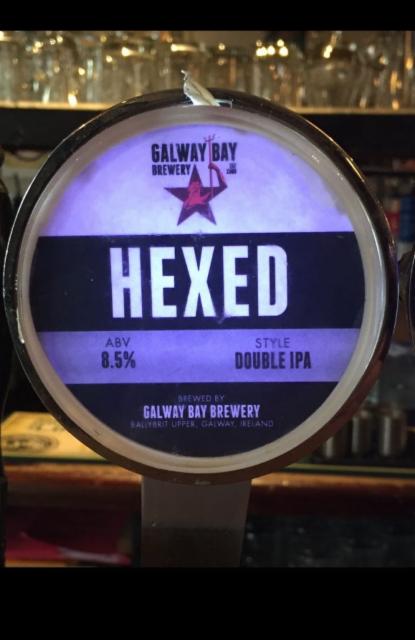 GALWAY BAY
BREWERY
HEXED
ABV
8.5%
STYLE
DOUBLE IPA
BREWED BY
GALWAY BAY BREWERY
BALLYBRIT UPPER, GALWAY, IRELAND